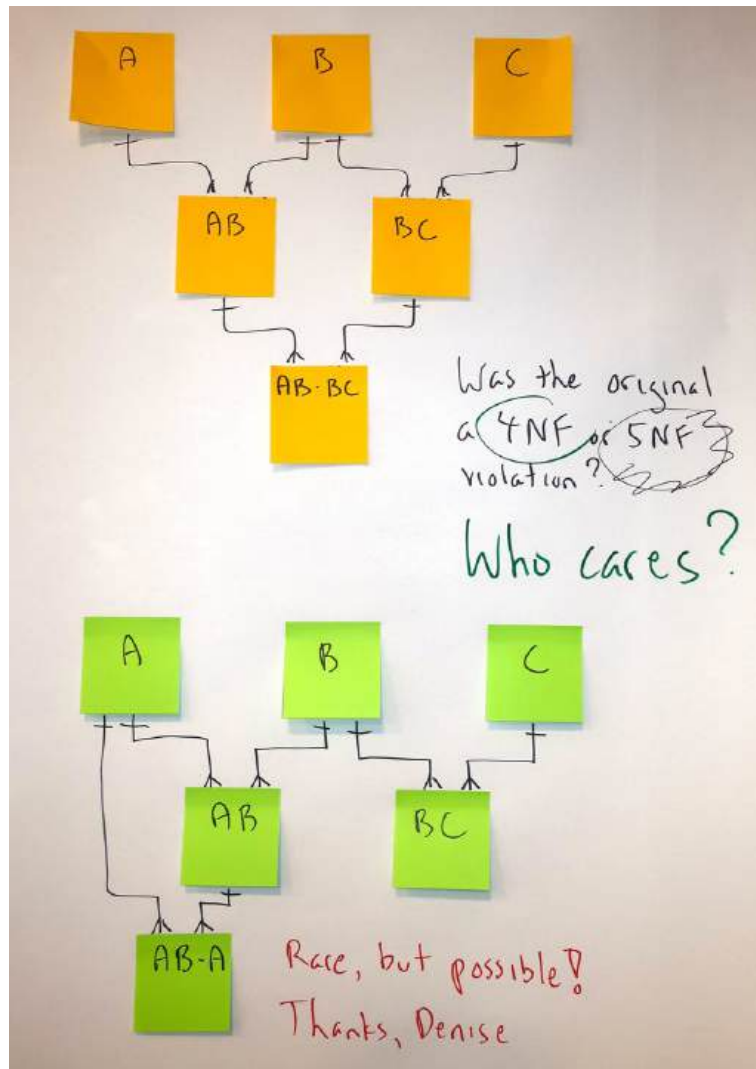 A B C
AB BC
AB-BC
Was the original
a 4NF or 5NF
violation?
Who cares?
A B C
AB BC
AB-A
Rare, but possible!
Thanks, Denise